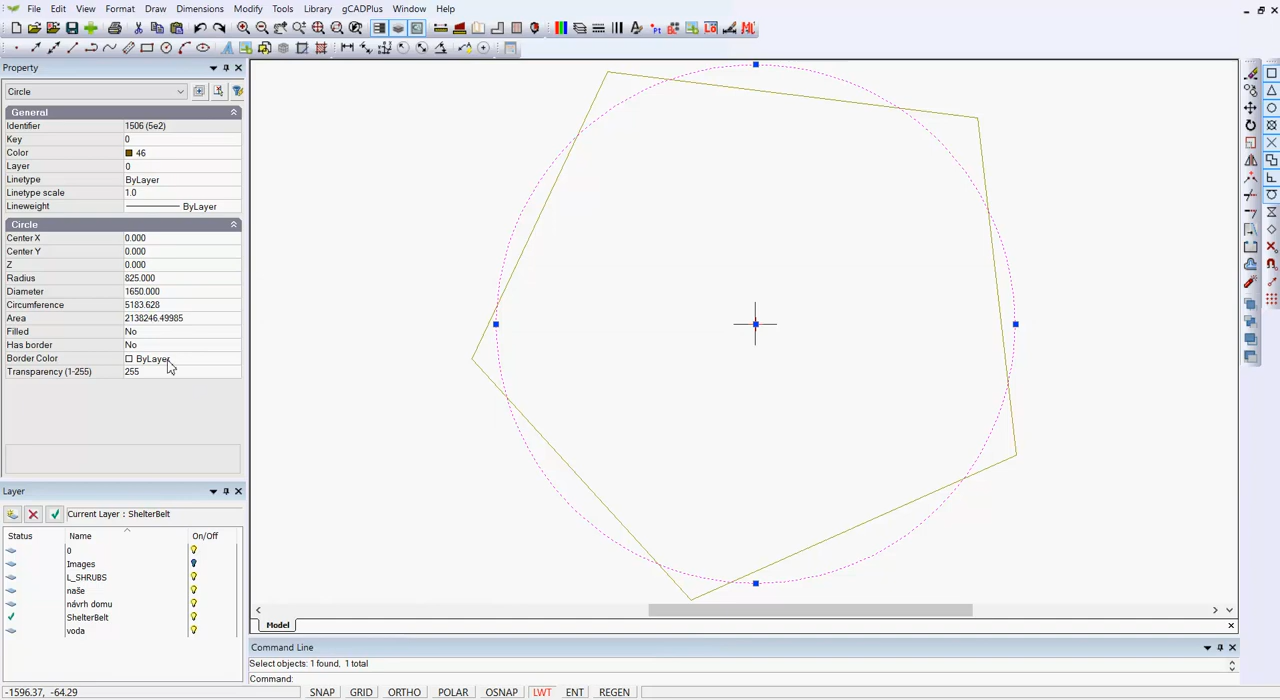 File Edit View Format Draw Dimensions Modify Tools Library gCADPlus Window Help
Property
Circle
General
Identifier 1506 (5e2)
Key 0
Color 46
Layer 0
Linetype ByLayer
Linetype scale 1.0
Lineweight ByLayer
Circle
Center X 0.000
Center Y 0.000
Z 0.000
Radius 825.000
Diameter 1650.000
Circumference 5183.628
Area 2138246.49985
Filled No
Has border No
Border Color ByLayer
Transparency (1-255) 255
Layer
Current Layer : ShelterBelt
Status Name On/Off
0
Images
L_SHRUBS
naše
návrh domu
ShelterBelt
voda
Model
Command Line
Select objects: 1 found, 1 total
Command:
-1596.37, -64.29 SNAP GRID ORTHO POLAR OSNAP LWT ENT REGEN